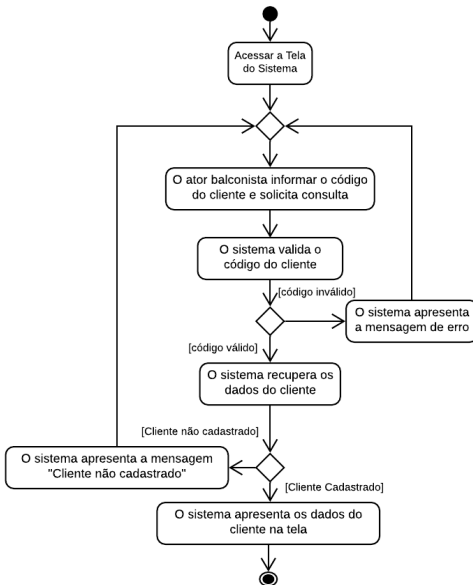 Acessar a Tela
do Sistema
O ator balconista informar o código
do cliente e solicita consulta
O sistema valida o
código do cliente
[código inválido]
O sistema apresenta
a mensagem de erro
[código válido]
O sistema recupera os
dados do cliente
[Cliente não cadastrado]
O sistema apresenta a mensagem
"Cliente não cadastrado"
[Cliente Cadastrado]
O sistema apresenta os dados do
cliente na tela